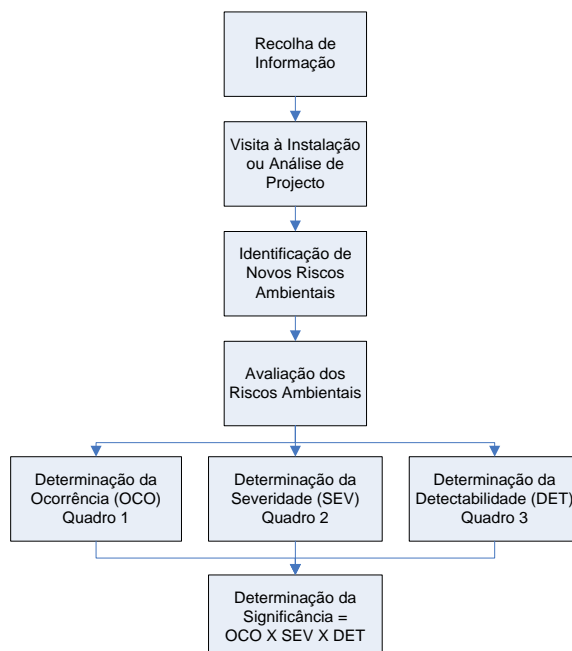 Recolha de
Informação
Visita à Instalação
ou Análise de
Projecto
Identificação de
Novos Riscos
Ambientais
Avaliação dos
Riscos Ambientais
Determinação da
Ocorrência (OCO)
Quadro 1
Determinação da
Severidade (SEV)
Quadro 2
Determinação da
Detectabilidade (DET)
Quadro 3
Determinação da
Significância =
OCO X SEV X DET